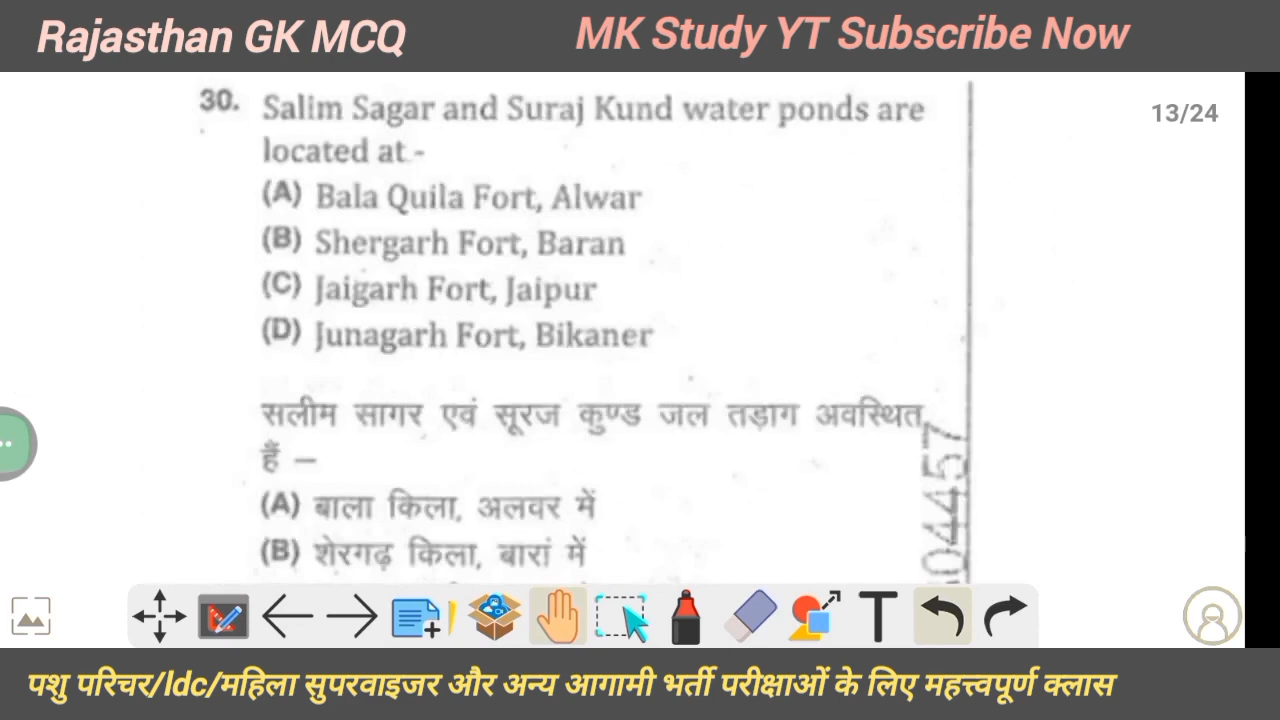 Rajasthan GK MCQ
MK Study YT Subscribe Now
13/24
30. Salim Sagar and Suraj Kund water ponds are
located at -
(A) Bala Quila Fort, Alwar
(B) Shergarh Fort, Baran
(C) Jaigarh Fort, Jaipur
(D) Junagarh Fort, Bikaner
सलीम सागर एवं सूरज कुण्ड जल तड़ाग अवस्थित
हैं –
(A) बाला किला, अलवर में
(B) शेरगढ़ किला, बारां में
04457
T
पशु परिचर/ldc/महिला सुपरवाइजर और अन्य आगामी भर्ती परीक्षाओं के लिए महत्त्वपूर्ण क्लास